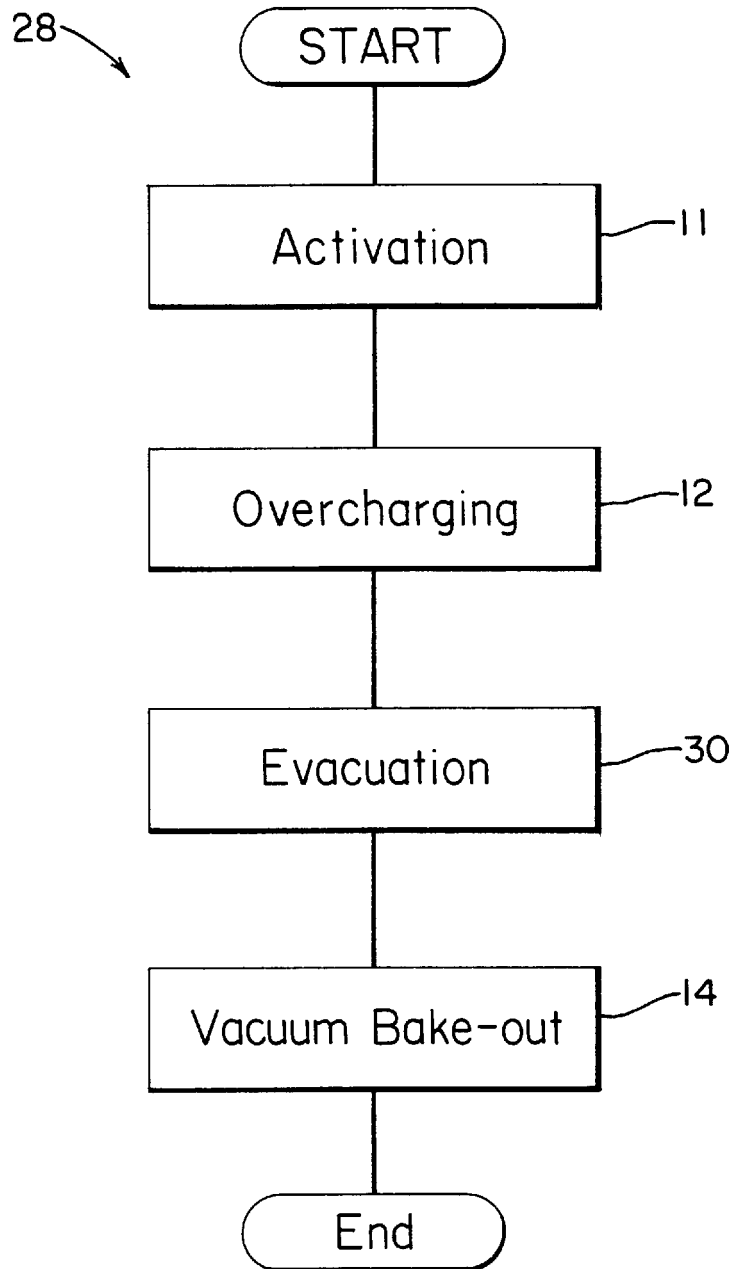 28
START
Activation
11
Overcharging
12
Evacuation
30
Vacuum Bake-out
14
End